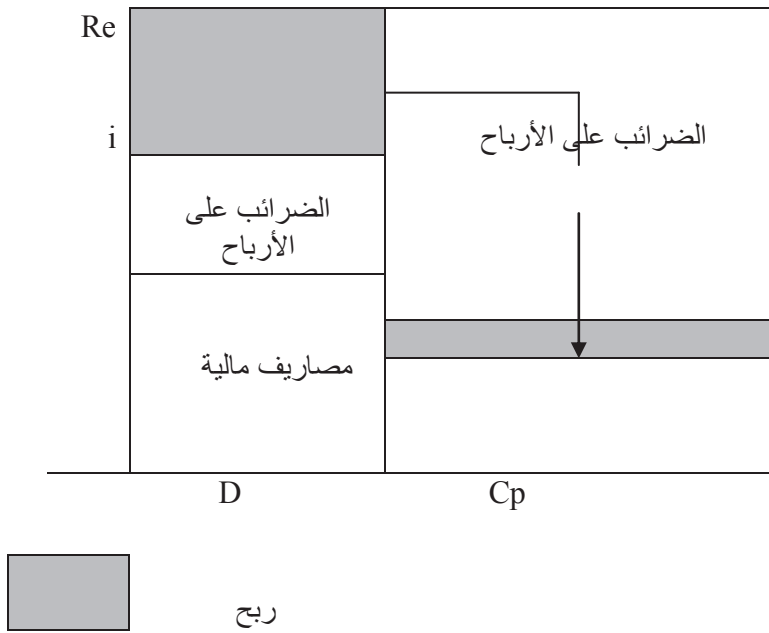 Re
الضرائب على الأرباح
i
الضرائب على
الأرباح
مصاريف مالية
D
Cp
ربح